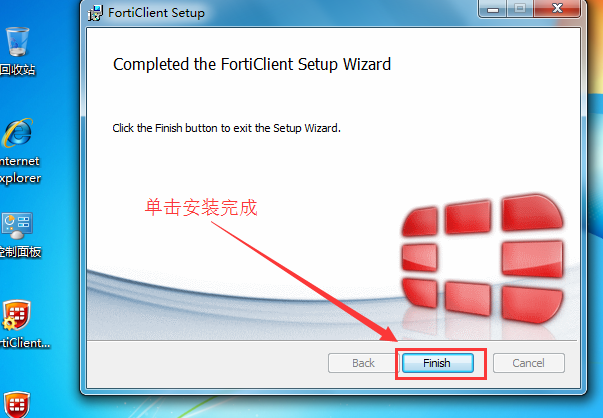 FortiClient Setup
Completed the FortiClient Setup Wizard
Click the Finish button to exit the Setup Wizard.
单击安装完成
Back
Finish
Cancel
回收站
nternet
xplorer
控制面板
rtiClient...